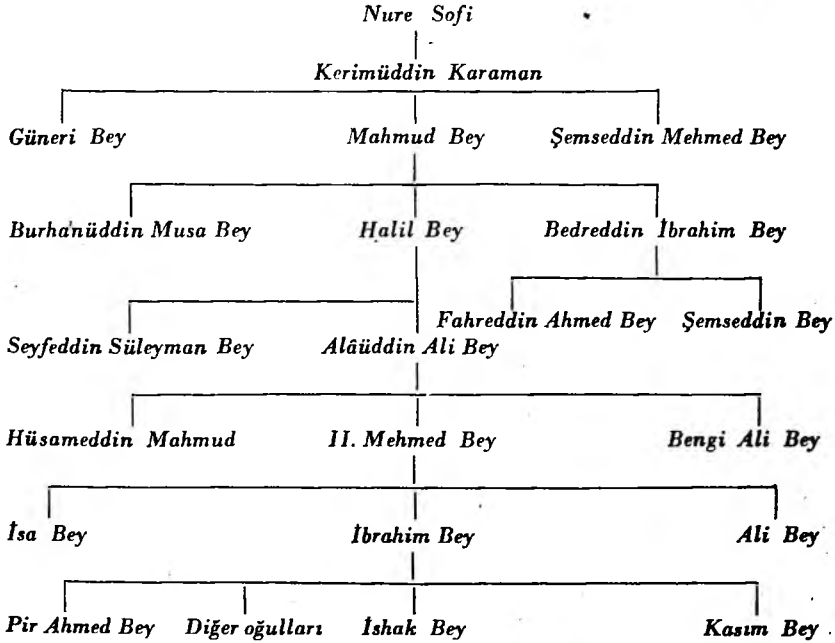 Nure Sofi
Kerimüddin Karaman
Güneri Bey Mahmud Bey Şemseddin Mehmed Bey
Burhanüddin Musa Bey Halil Bey Bedreddin İbrahim Bey
Fahreddin Ahmed Bey Şemseddin Bey
Seyfeddin Süleyman Bey Alâüddin Ali Bey
Hüsameddin Mahmud II. Mehmed Bey Bengi Ali Bey
İsa Bey İbrahim Bey Ali Bey
Pir Ahmed Bey Diğer oğulları İshak Bey Kasım Bey